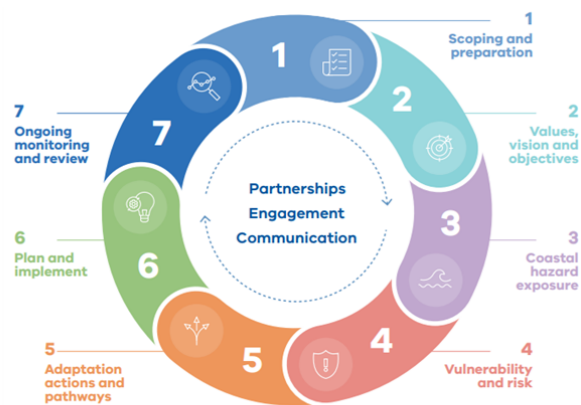 1
Scoping and
preparation
2
Values,
vision and
objectives
3
Coastal
hazard
exposure
4
Vulnerability
and risk
5
Adaptation
actions and
pathways
6
Plan and
implement
7
Ongoing
monitoring
and review
1
2
3
4
5
6
7
Partnerships
Engagement
Communication